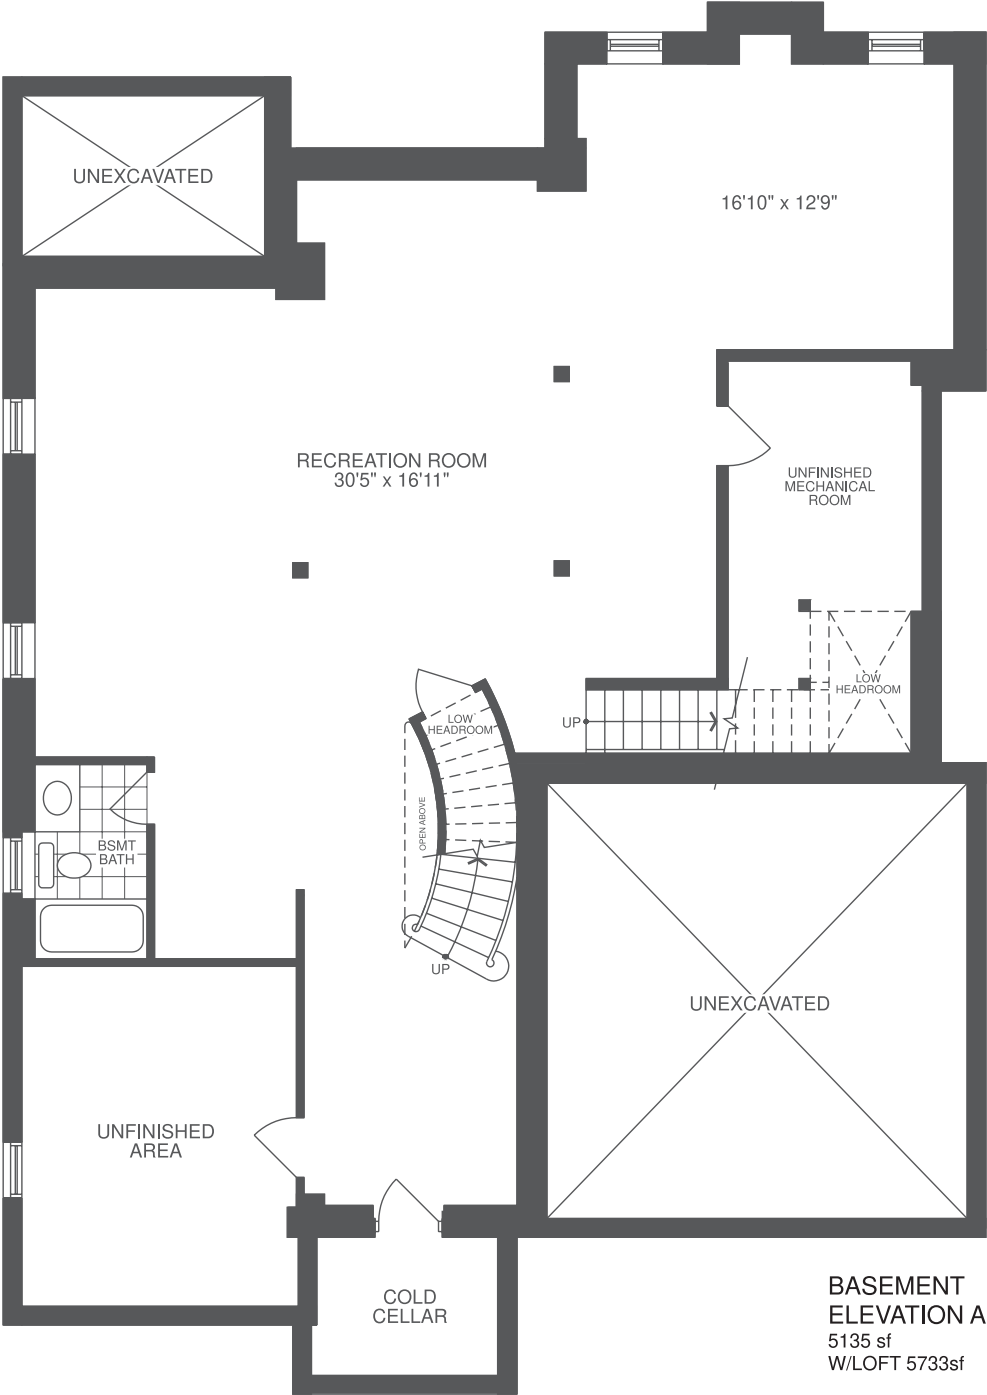 UNEXCAVATED
16'10" x 12'9"
RECREATION ROOM
30'5" x 16'11"
UNFINISHED
MECHANICAL
ROOM
LOW
HEADROOM
LOW
HEADROOM
UP
OPEN ABOVE
BSMT
BATH
UP
UNEXCAVATED
UNFINISHED
AREA
COLD
CELLAR
BASEMENT
ELEVATION A
5135 sf
W/LOFT 5733sf